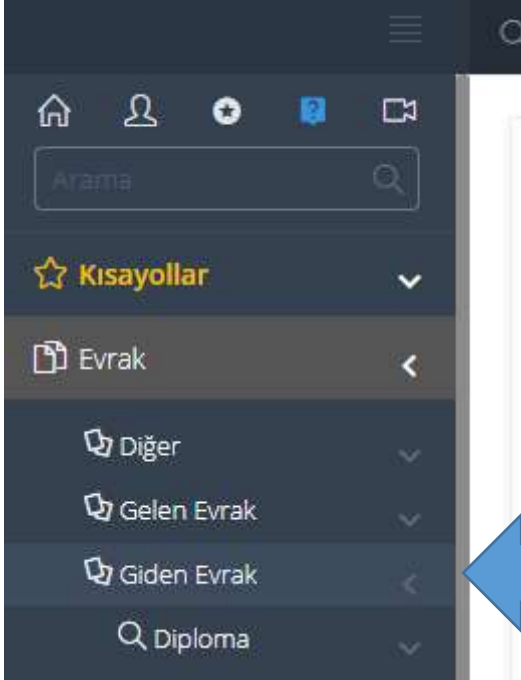 Arama
Kısayollar
Evrak
Diğer
Gelen Evrak
Giden Evrak
Diploma